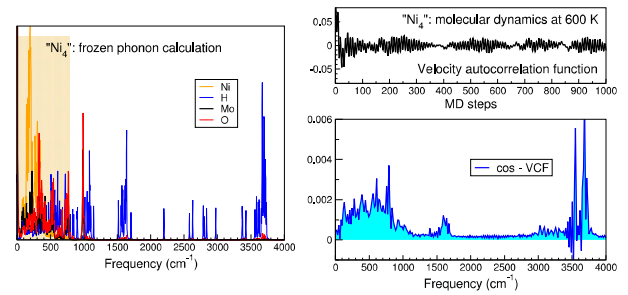 "Ni4": frozen phonon calculation
Ni
H
Mo
O
0 500 1000 1500 2000 2500 3000 3500 4000
Frequency (cm-1)
"Ni4": molecular dynamics at 600 K
0.05
0
-0.05
Velocity autocorrelation function
0 100 200 300 400 500 600 700 800 900 1000
MD steps
0.006
0.004
0.002
0
cos - VCF
0 500 1000 1500 2000 2500 3000 3500 4000
Frequency (cm-1)